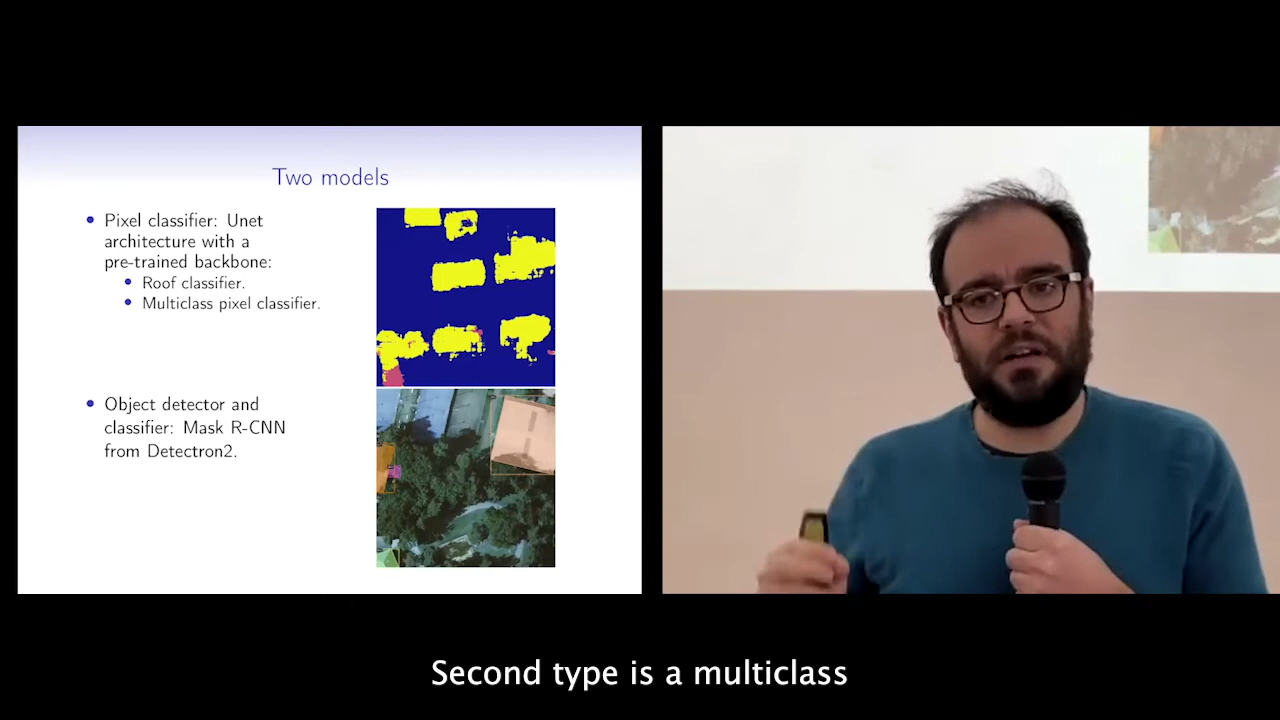 Two models
Pixel classifier: Unet
architecture with a
pre-trained backbone:
Roof classifier.
Multiclass pixel classifier.
Object detector and
classifier: Mask R-CNN
from Detectron2.
Second type is a multiclass